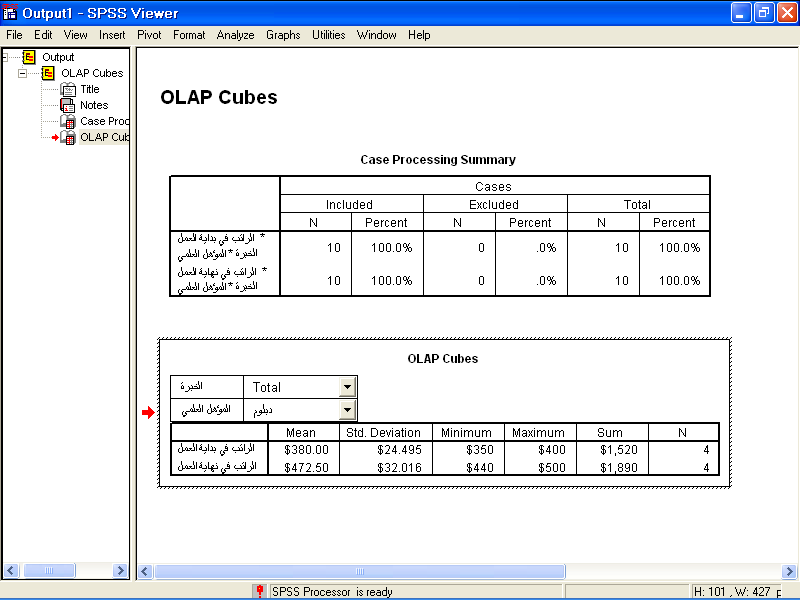 Output1 - SPSS Viewer
File Edit View Insert Pivot Format Analyze Graphs Utilities Window Help
Output
OLAP Cubes
Title
Notes
Case Proc
OLAP Cub
OLAP Cubes
Case Processing Summary
Cases
Included Excluded Total
N Percent N Percent N Percent
الراتب في بداية العمل *
الخبرة * المؤهل العلمي
10 100.0% 0 .0% 10 100.0%
الراتب في نهاية العمل *
الخبرة * المؤهل العلمي
10 100.0% 0 .0% 10 100.0%
OLAP Cubes
الخبرة Total
المؤهل العلمي دبلوم
Mean Std. Deviation Minimum Maximum Sum N
الراتب في بداية العمل $380.00 $24.495 $350 $400 $1,520 4
الراتب في نهاية العمل $472.50 $32.016 $440 $500 $1,890 4
SPSS Processor is ready
H: 101 , W: 427 p